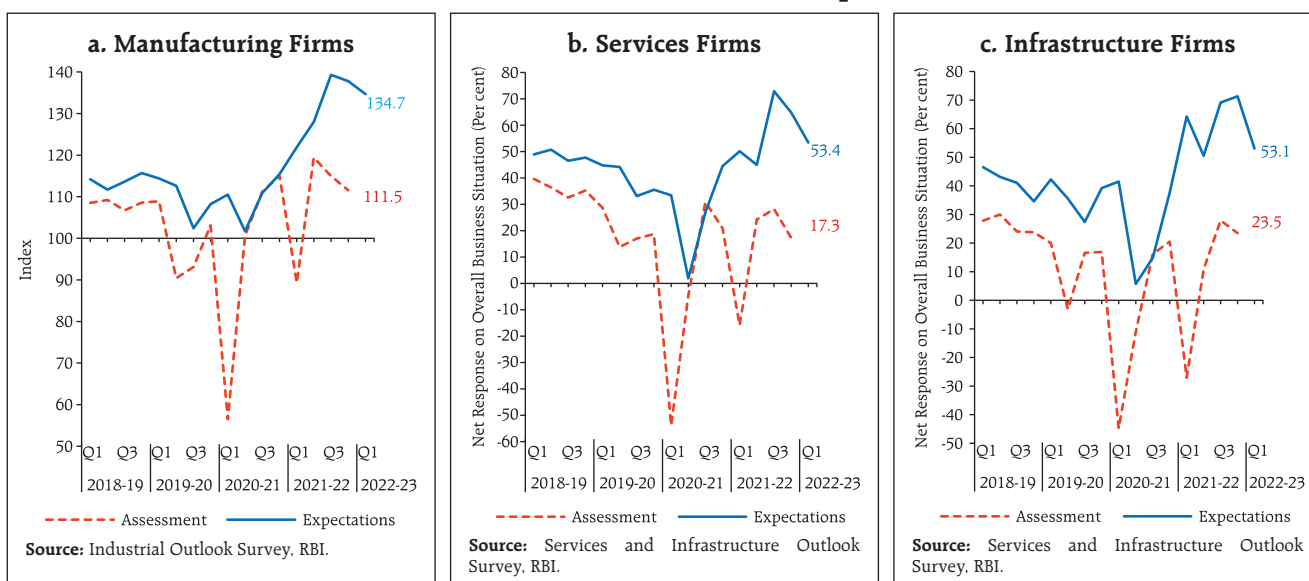 a. Manufacturing Firms
Index
140
130
120
110
100
90
80
70
60
50
134.7
111.5
Q1 Q3 Q1 Q3 Q1 Q3 Q1 Q3 Q1
2018-19 2019-20 2020-21 2021-22 2022-23
Assessment Expectations
Source: Industrial Outlook Survey, RBI.
b. Services Firms
Net Response on Overall Business Situation (Per cent)
80
70
60
50
40
30
20
10
0
-10
-20
-30
-40
-50
-60
53.4
17.3
Q1 Q3 Q1 Q3 Q1 Q3 Q1 Q3 Q1
2018-19 2019-20 2020-21 2021-22 2022-23
Assessment Expectations
Source: Services and Infrastructure Outlook
Survey, RBI.
c. Infrastructure Firms
Net Response on Overall Business Situation (Per cent)
80
70
60
50
40
30
20
10
0
-10
-20
-30
-40
-50
53.1
23.5
Q1 Q3 Q1 Q3 Q1 Q3 Q1 Q3 Q1
2018-19 2019-20 2020-21 2021-22 2022-23
Assessment Expectations
Source: Services and Infrastructure Outlook
Survey, RBI.